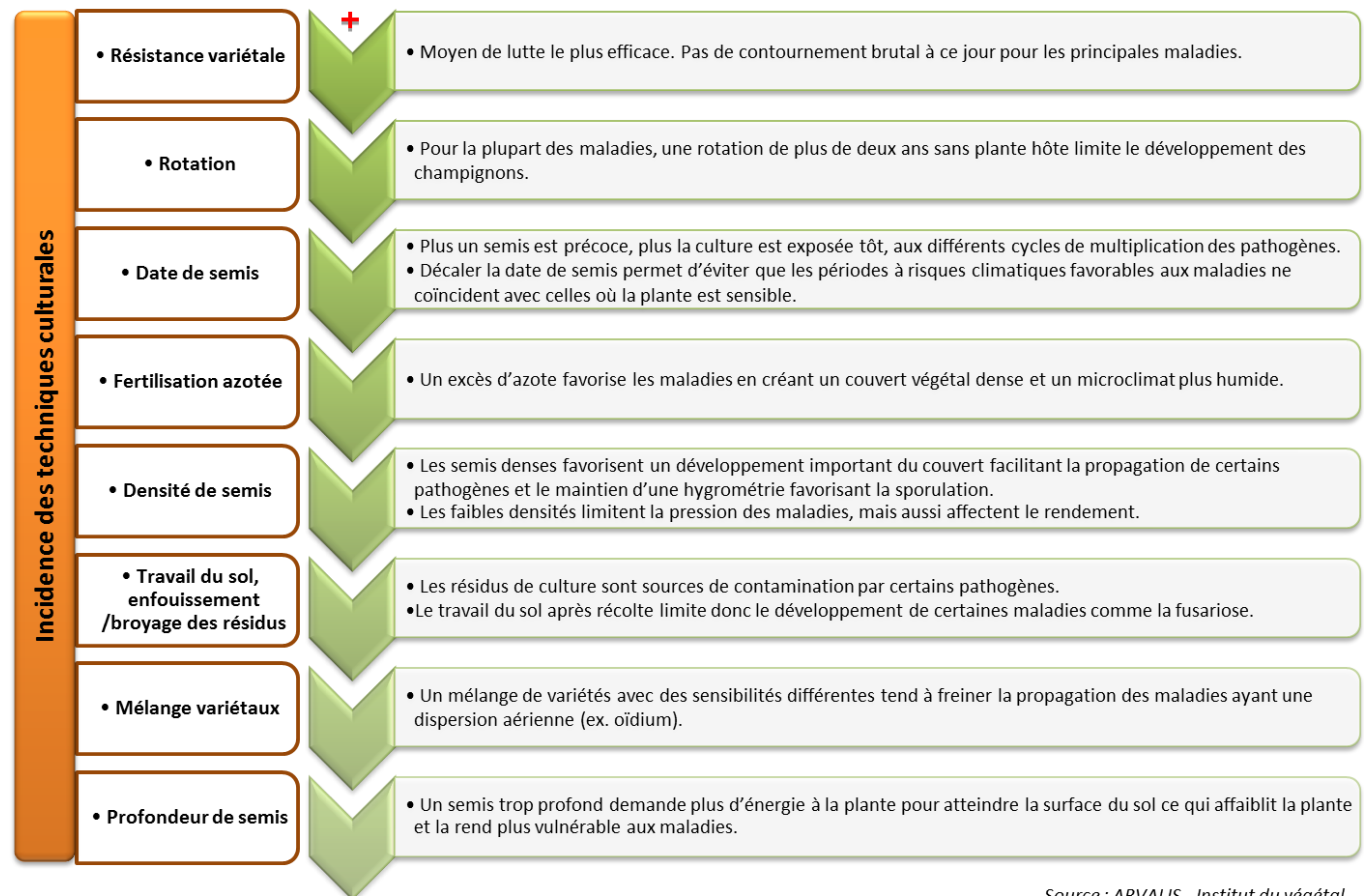 Incidence des techniques culturales
+
• Résistance variétale
• Moyen de lutte le plus efficace. Pas de contournement brutal à ce jour pour les principales maladies.
• Rotation
• Pour la plupart des maladies, une rotation de plus de deux ans sans plante hôte limite le développement des
champignons.
• Date de semis
• Plus un semis est précoce, plus la culture est exposée tôt, aux différents cycles de multiplication des pathogènes.
• Décaler la date de semis permet d’éviter que les périodes à risques climatiques favorables aux maladies ne
coïncident avec celles où la plante est sensible.
• Fertilisation azotée
• Un excès d’azote favorise les maladies en créant un couvert végétal dense et un microclimat plus humide.
• Densité de semis
• Les semis denses favorisent un développement important du couvert facilitant la propagation de certains
pathogènes et le maintien d’une hygrométrie favorisant la sporulation.
• Les faibles densités limitent la pression des maladies, mais aussi affectent le rendement.
• Travail du sol,
enfouissement
/broyage des résidus
• Les résidus de culture sont sources de contamination par certains pathogènes.
•Le travail du sol après récolte limite donc le développement de certaines maladies comme la fusariose.
• Mélange variétaux
• Un mélange de variétés avec des sensibilités différentes tend à freiner la propagation des maladies ayant une
dispersion aérienne (ex. oïdium).
• Profondeur de semis
• Un semis trop profond demande plus d’énergie à la plante pour atteindre la surface du sol ce qui affaiblit la plante
et la rend plus vulnérable aux maladies.
Source : ARVALIS - Institut du végétal